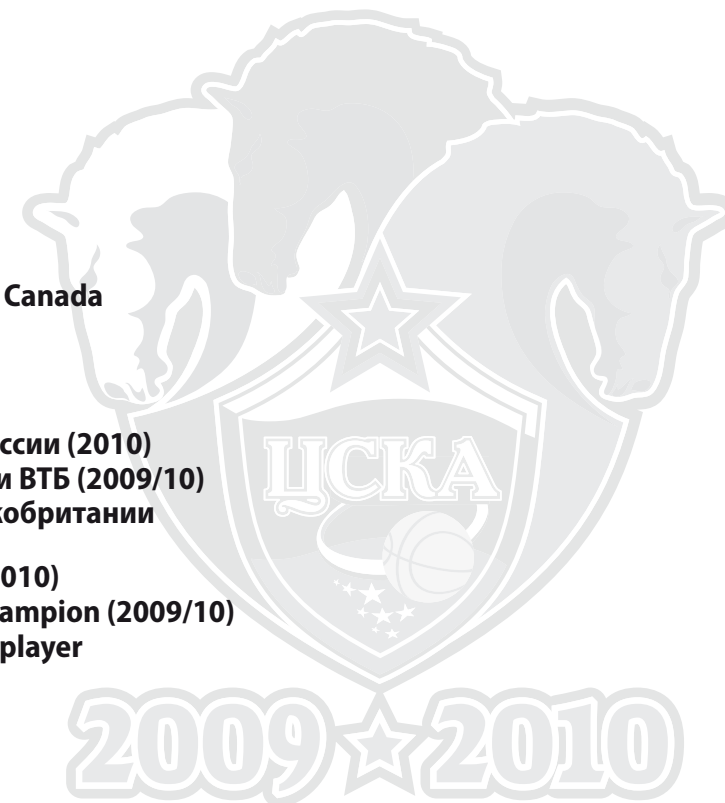 Canada
ссии (2010)
и ВТБ (2009/10)
кобритании
010)
ampion (2009/10)
player
ЦСКА
2009 2010